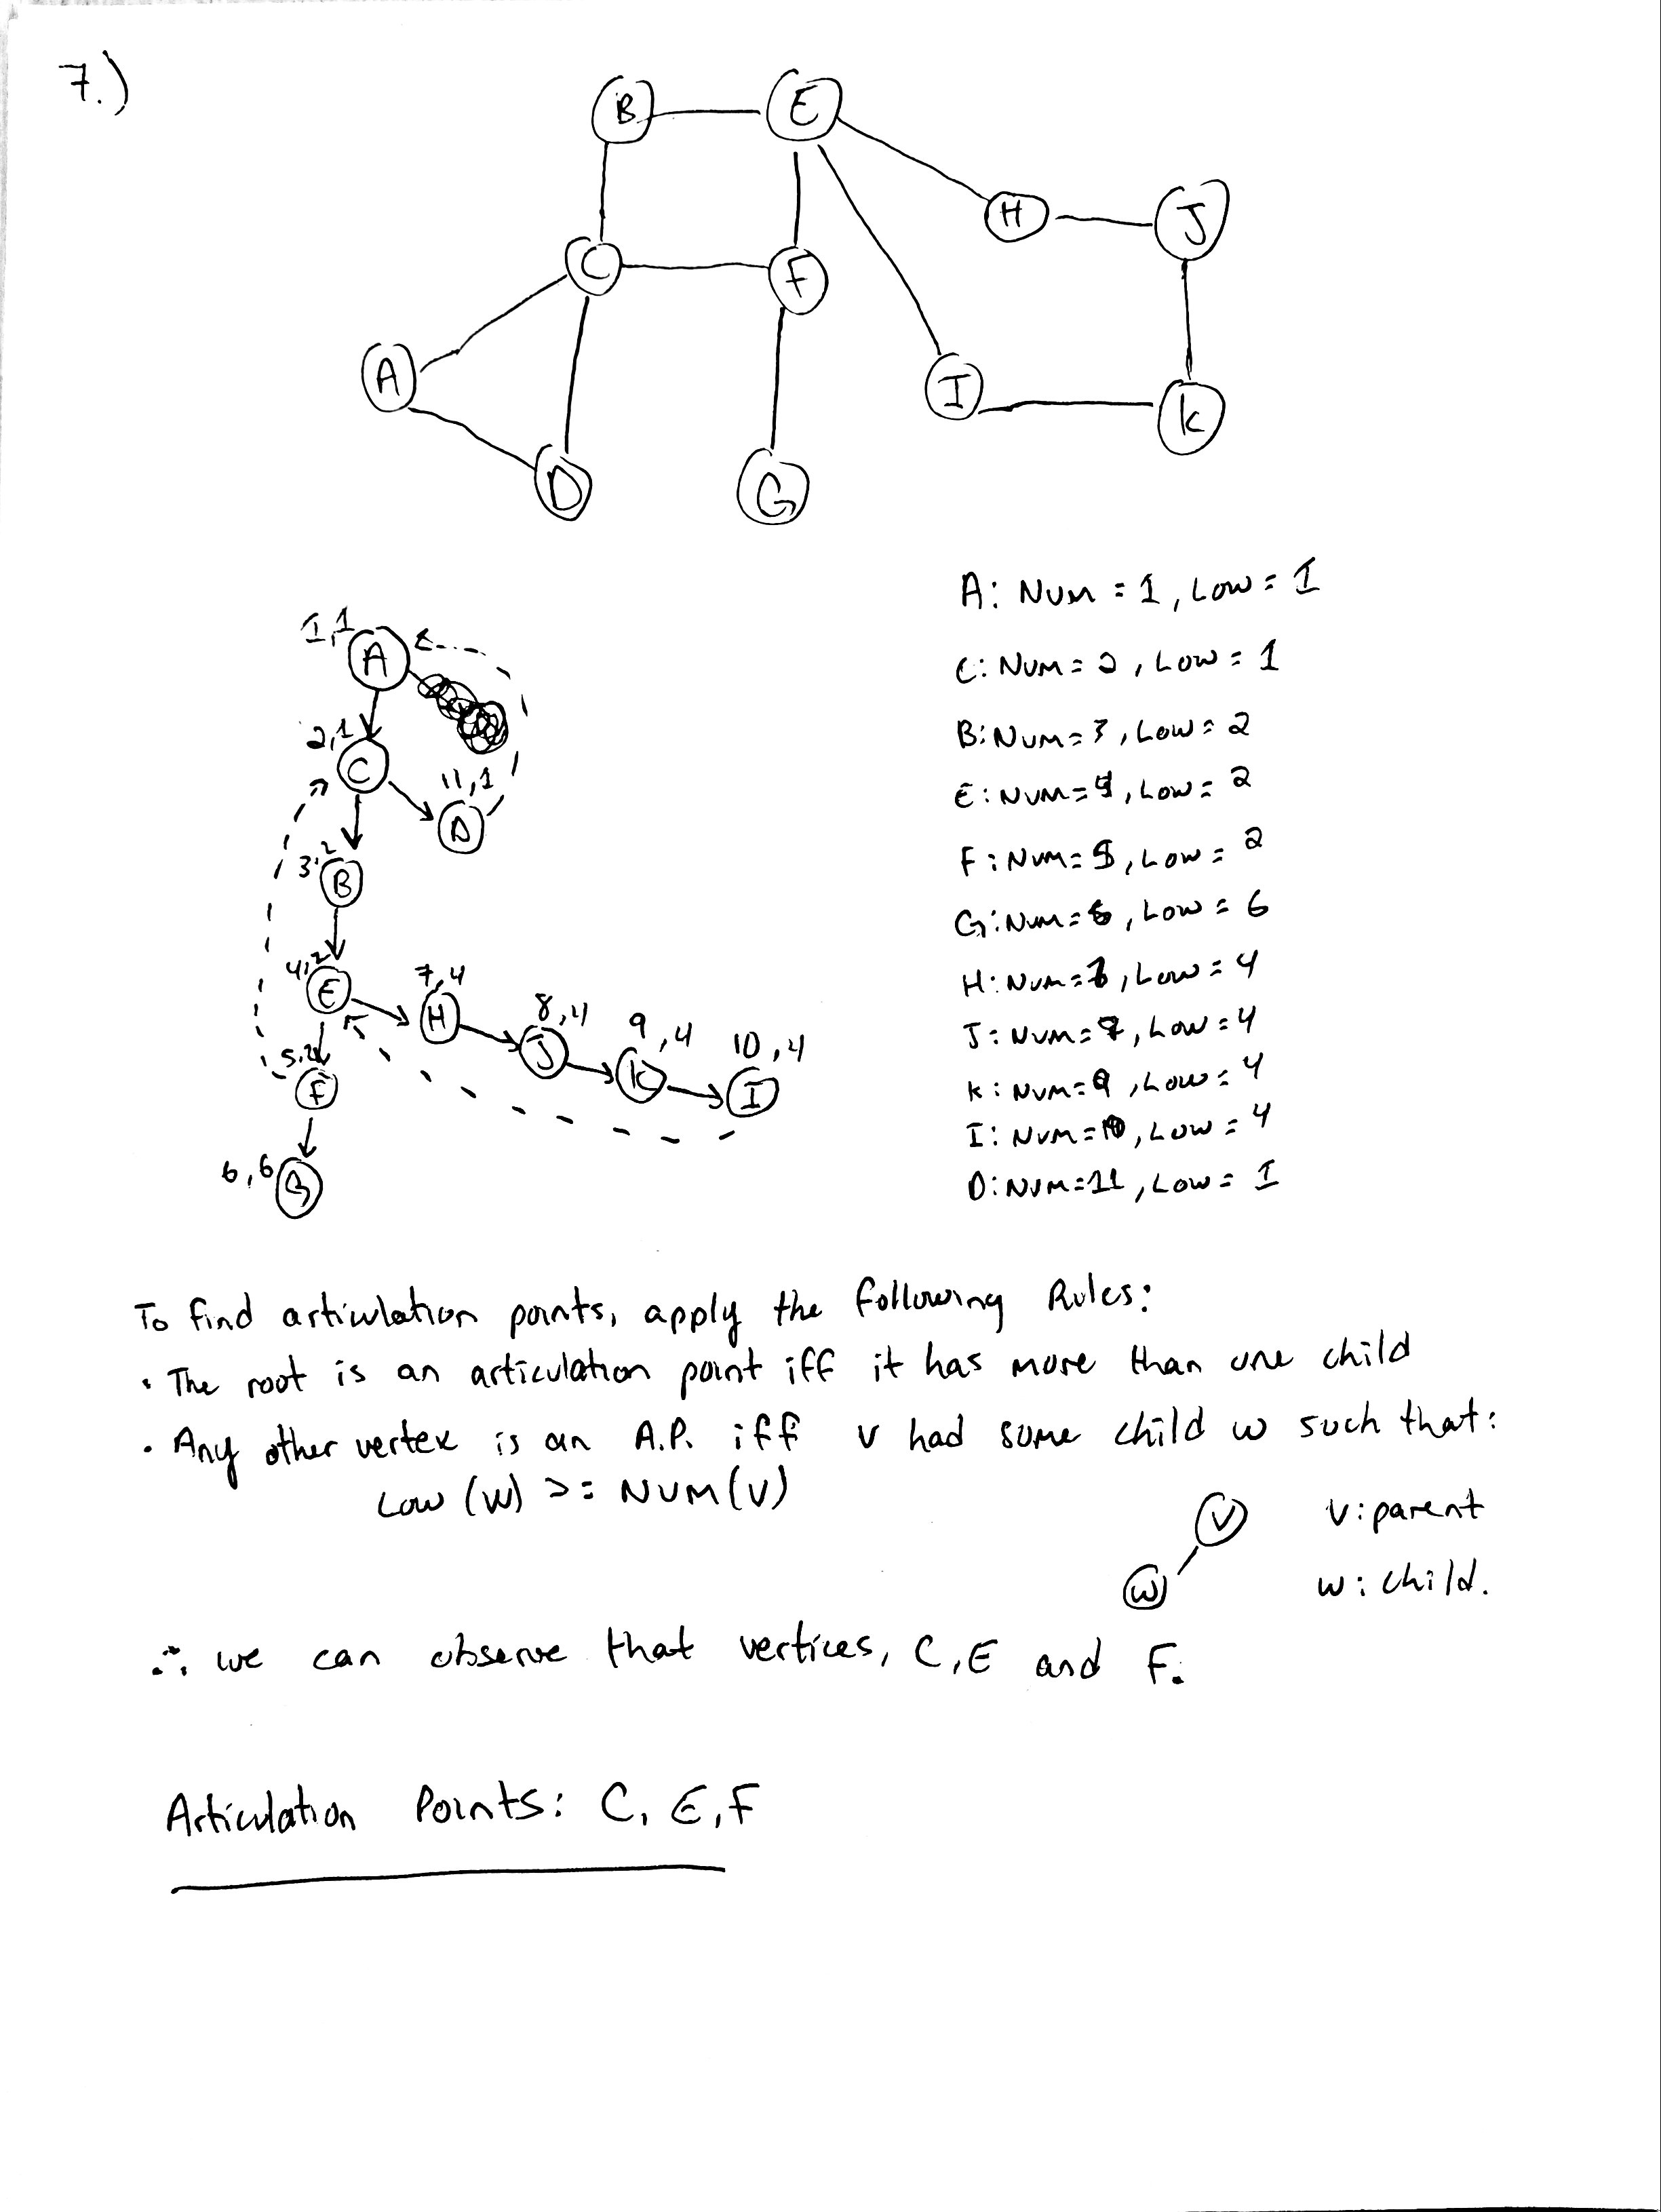 7.)
B E
H J
C F
A I K
D G
1,1 A
2,1 C
11,1 D
3,2 B
4,2 E
7,4 H
8,4 J
9,4 K
10,4 I
5,2 F
6,6 G
A: Num = 1, Low = 1
C: Num = 2, Low = 1
B: Num = 3, Low = 2
E: Num = 4, Low = 2
F: Num = 5, Low = 2
G: Num = 6, Low = 6
H: Num = 7, Low = 4
J: Num = , Low = 4
K: Num = 9, Low = 4
I: Num = 10, Low = 4
D: Num = 11, Low = 1
To find articulation points, apply the following Rules:
• The root is an articulation point iff it has more than one child
• Any other vertex is an A.P. iff v had some child w such that:
Low (w) >= Num(v)
v
w
v: parent
w: child.
∴ we can observe that vertices, C, E and F.
Articulation Points: C, E, F